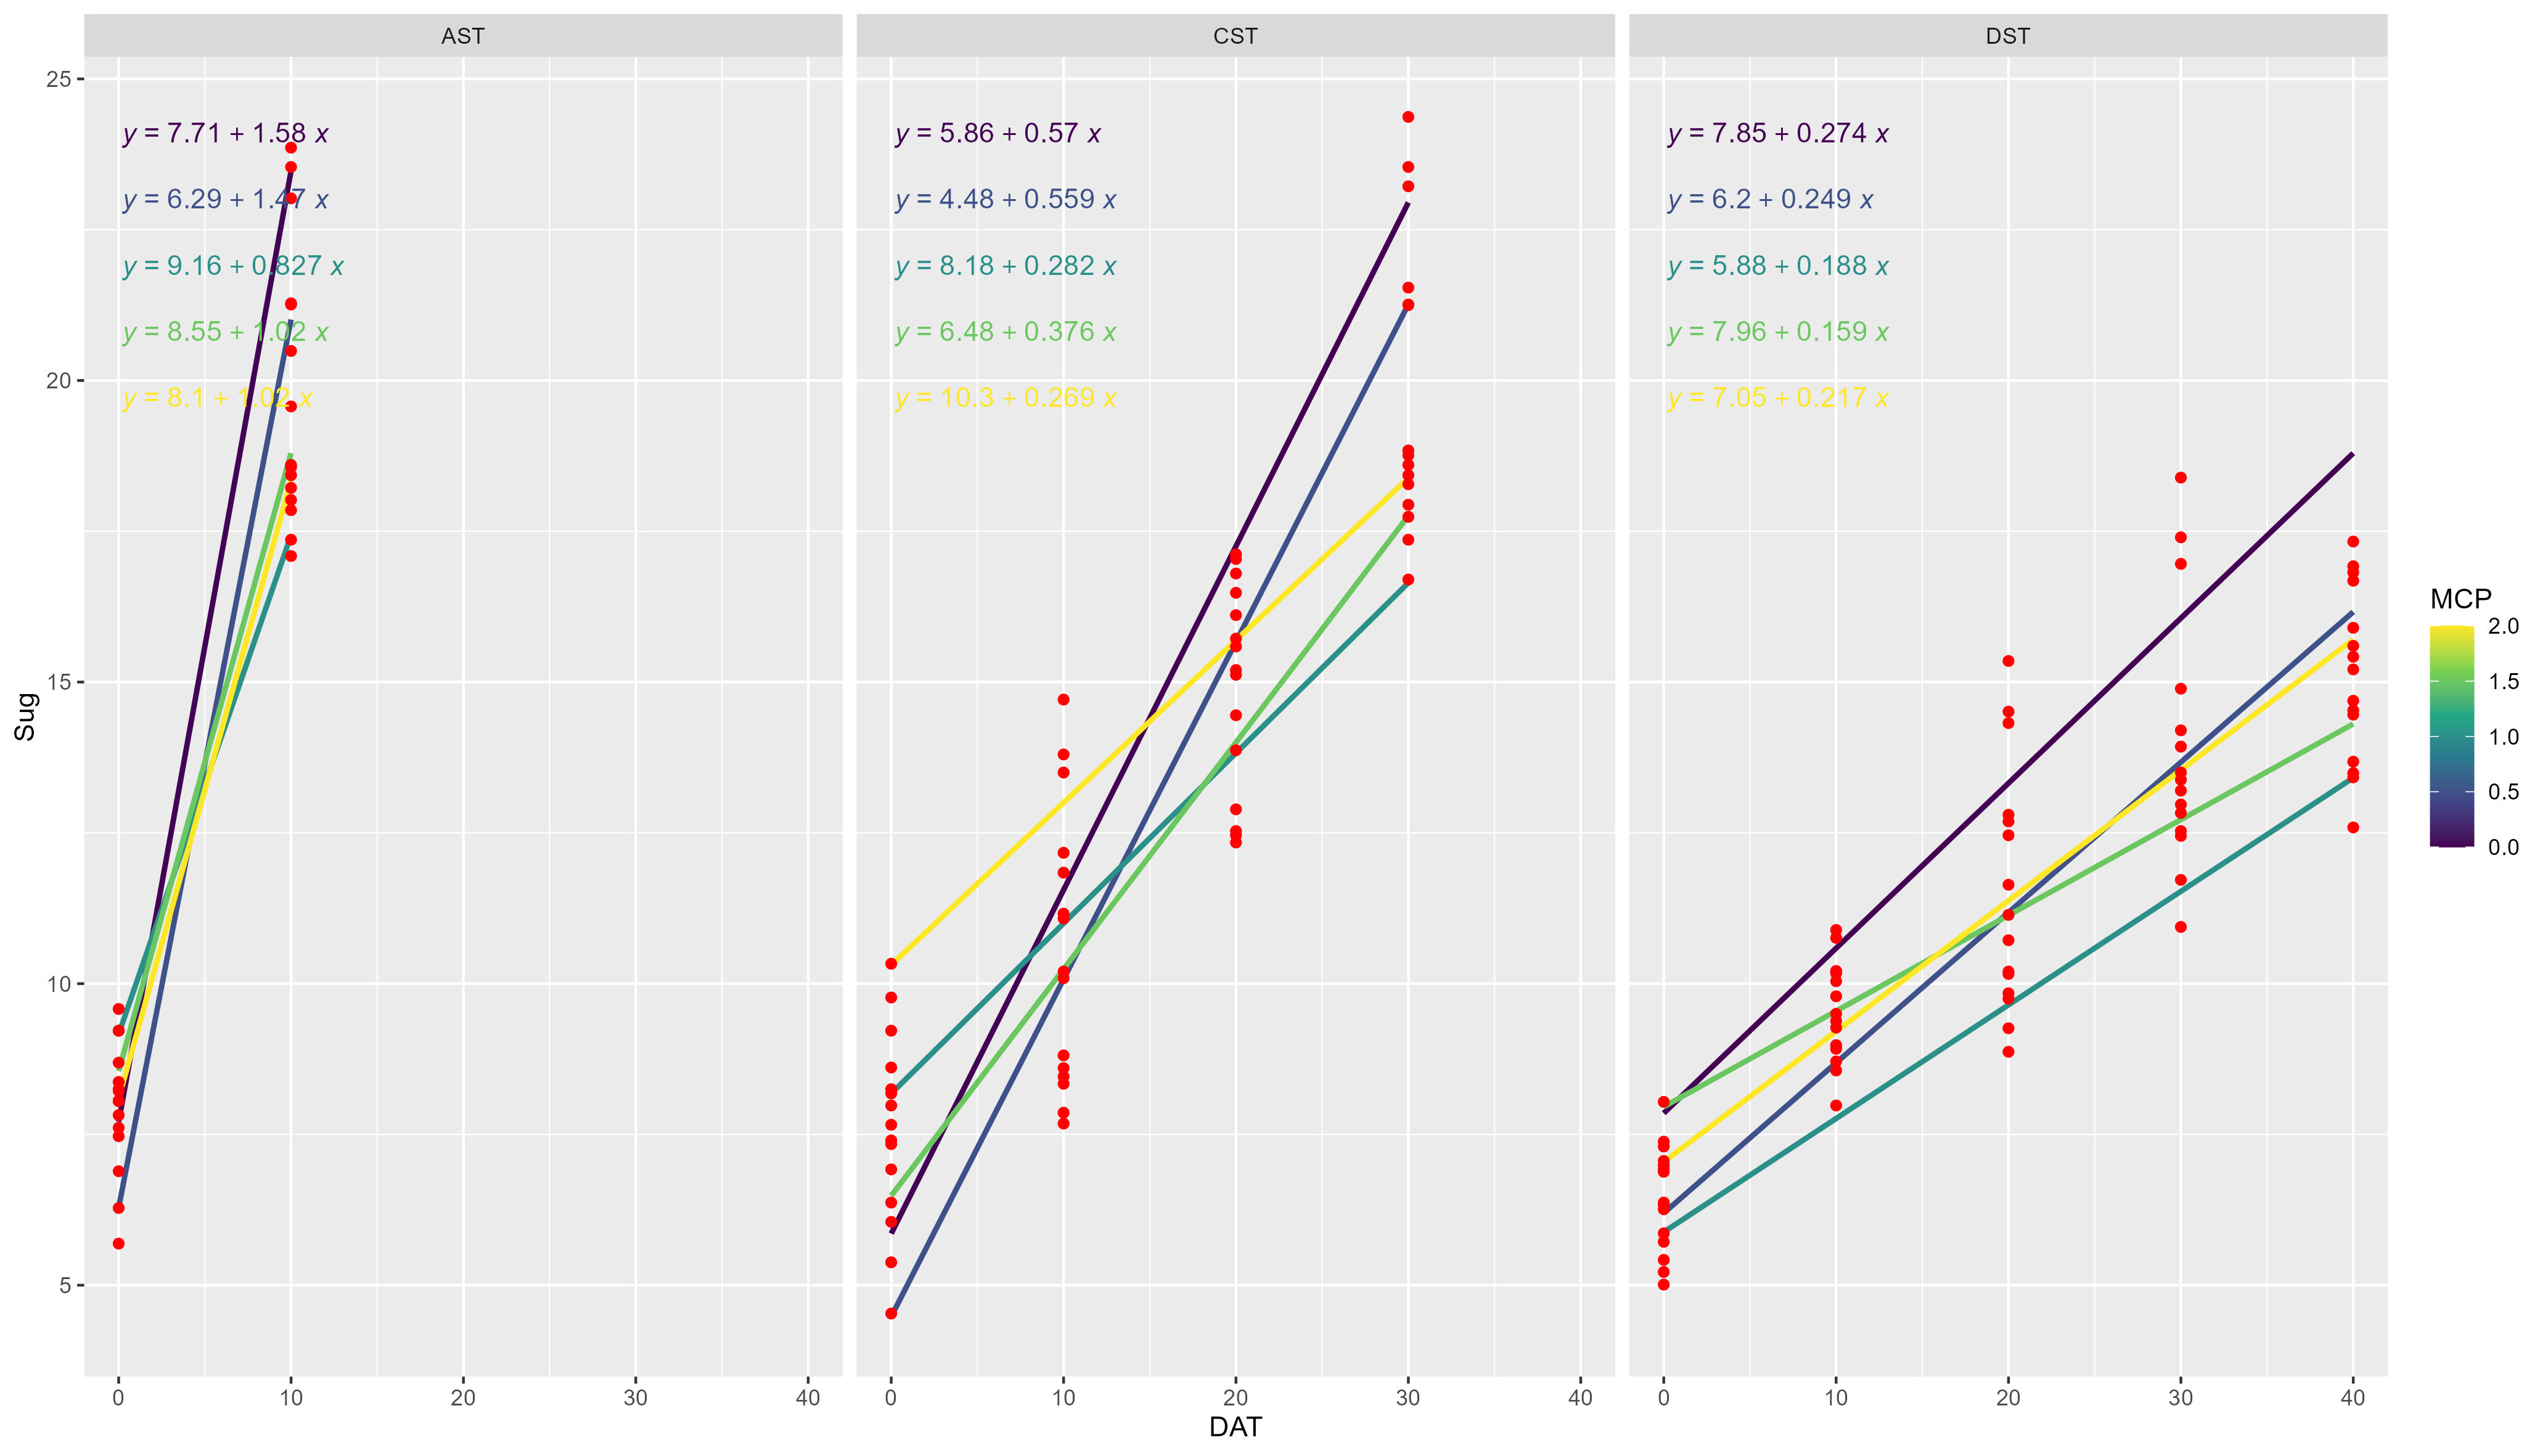 AST
CST
DST
25
20
15
10
5
Sug
y = 7.71 + 1.58 x
y = 6.29 + 1.47 x
y = 9.16 + 0.827 x
y = 8.55 + 1.02 x
y = 8.1 + 1.02 x
y = 5.86 + 0.57 x
y = 4.48 + 0.559 x
y = 8.18 + 0.282 x
y = 6.48 + 0.376 x
y = 10.3 + 0.269 x
y = 7.85 + 0.274 x
y = 6.2 + 0.249 x
y = 5.88 + 0.188 x
y = 7.96 + 0.159 x
y = 7.05 + 0.217 x
0 10 20 30 40
0 10 20 30 40
0 10 20 30 40
DAT
MCP
2.0
1.5
1.0
0.5
0.0